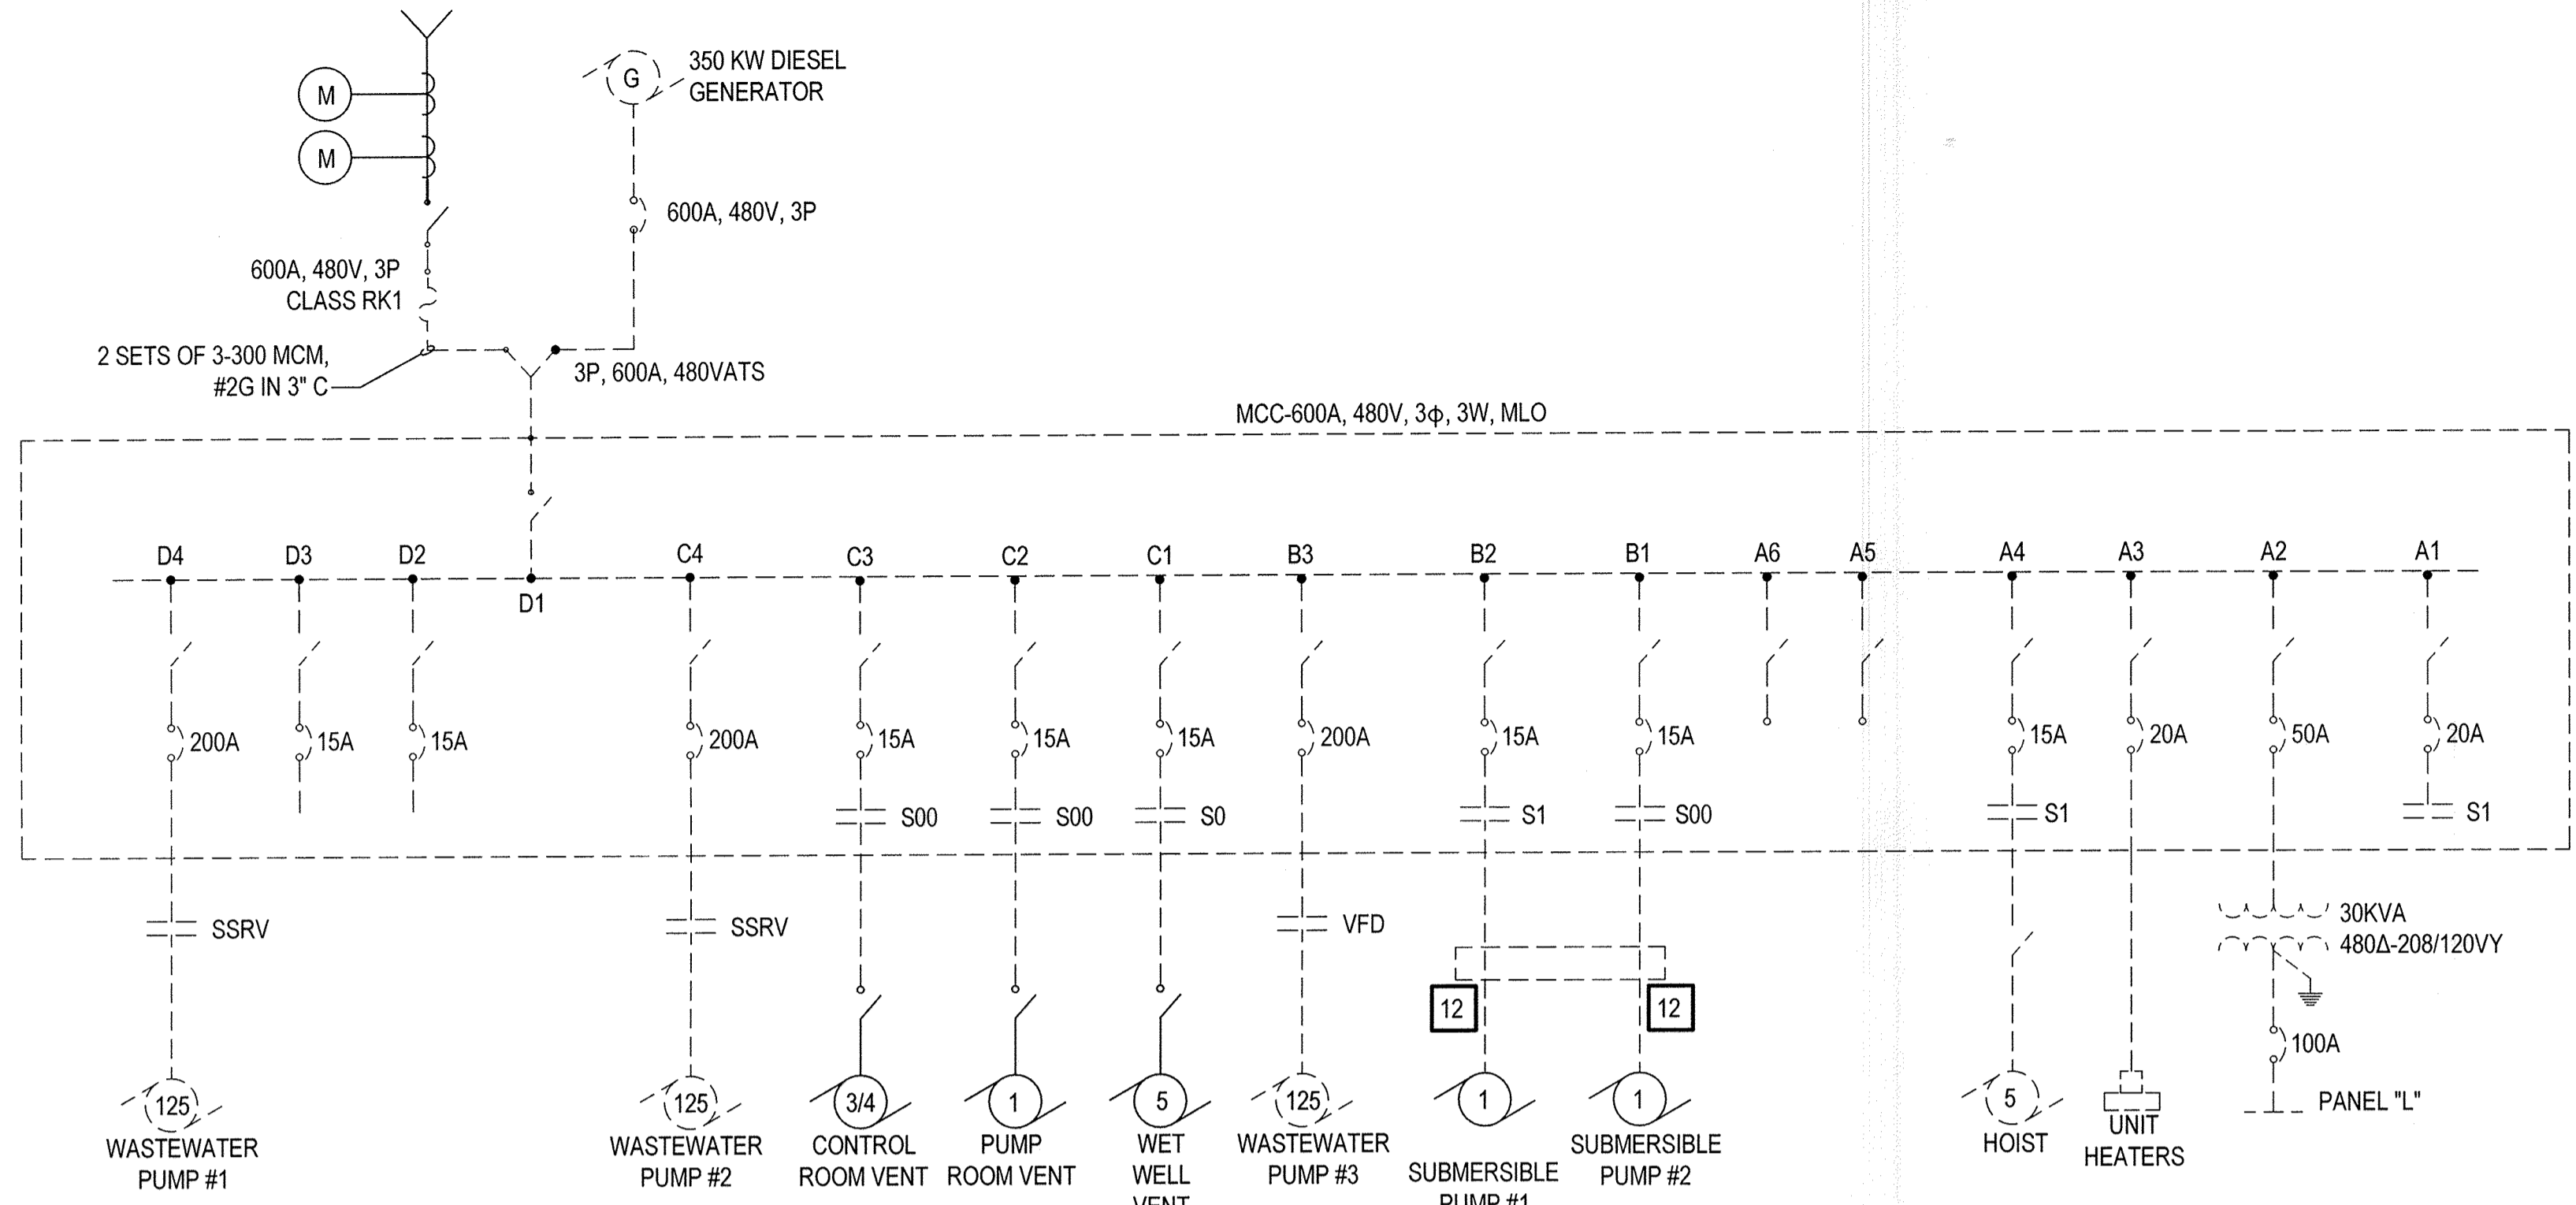 350 KW DIESEL
GENERATOR
G
M
M
600A, 480V, 3P
600A, 480V, 3P
CLASS RK1
2 SETS OF 3-300 MCM,
#2G IN 3" C
3P, 600A, 480VATS
MCC-600A, 480V, 3ϕ, 3W, MLO
D4 D3 D2 D1 C4 C3 C2 C1 B3 B2 B1 A6 A5 A4 A3 A2 A1
200A 15A 15A 200A 15A 15A 15A 200A 15A 15A 15A 20A 50A 20A
S00 S00 S0 S1 S00 S1 S1
SSRV SSRV VFD
30KVA
480Δ-208/120VY
12 12
100A
PANEL "L"
125
WASTEWATER
PUMP #1
125
WASTEWATER
PUMP #2
3/4
CONTROL
ROOM VENT
1
PUMP
ROOM VENT
5
WET
WELL
VENT
125
WASTEWATER
PUMP #3
1
SUBMERSIBLE
PUMP #1
1
SUBMERSIBLE
PUMP #2
5
HOIST
UNIT
HEATERS